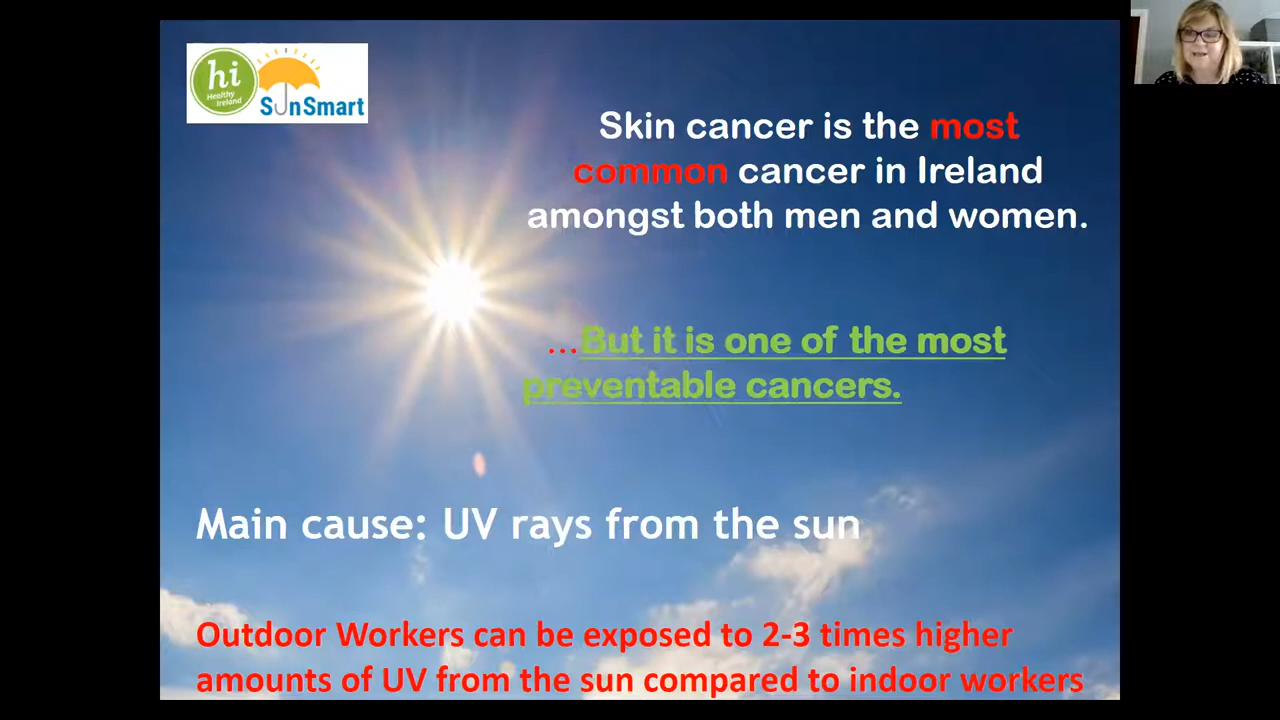 hi
Healthy
Ireland
SunSmart
Skin cancer is the most
common cancer in Ireland
amongst both men and women.
...But it is one of the most
preventable cancers.
Main cause: UV rays from the sun
Outdoor Workers can be exposed to 2-3 times higher
amounts of UV from the sun compared to indoor workers